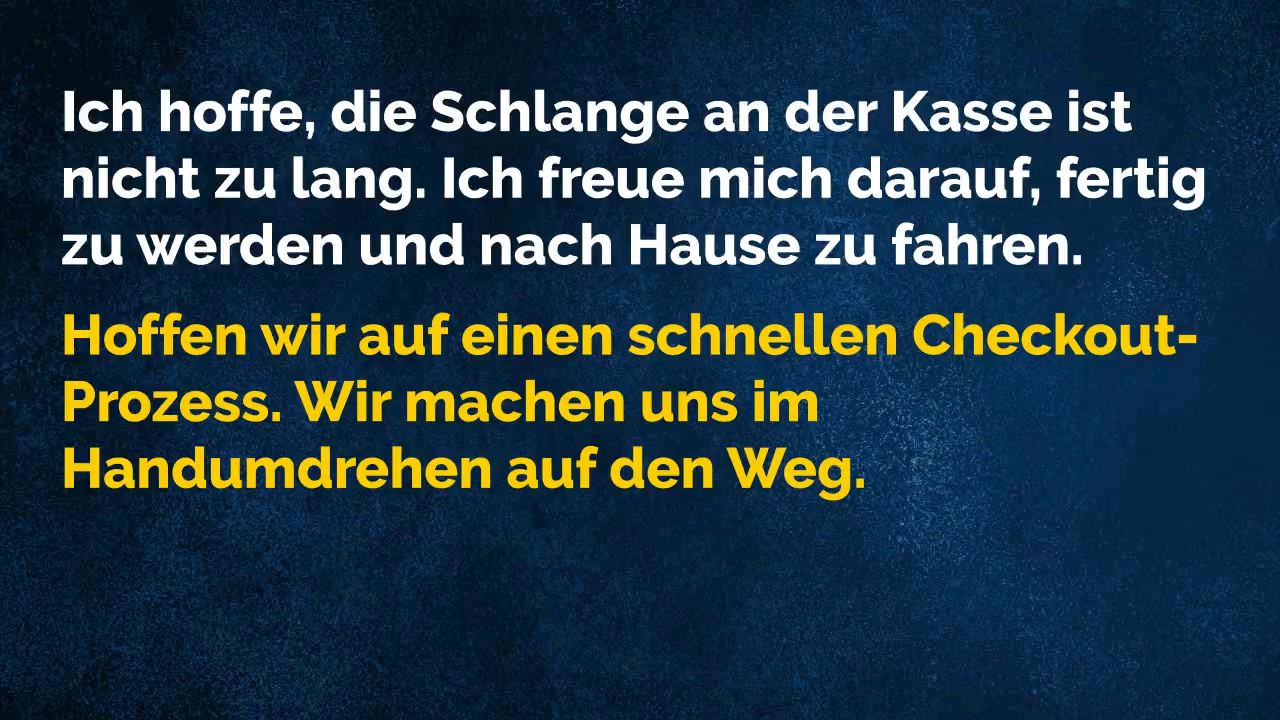 Ich hoffe, die Schlange an der Kasse ist
nicht zu lang. Ich freue mich darauf, fertig
zu werden und nach Hause zu fahren.
Hoffen wir auf einen schnellen Checkout-
Prozess. Wir machen uns im
Handumdrehen auf den Weg.